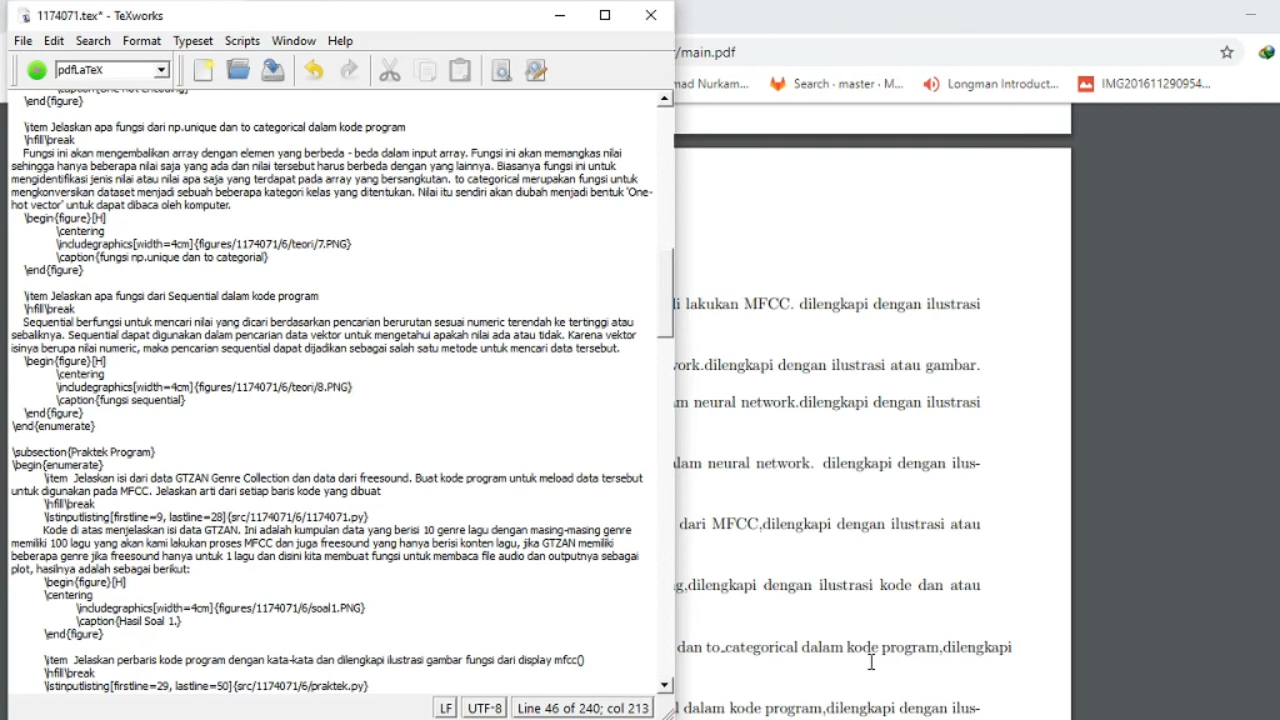 1174071.tex* - TeXworks
File Edit Search Format Typeset Scripts Window Help
pdfLaTeX
\caption{One hot encoding}
\end{figure}
\item Jelaskan apa fungsi dari np.unique dan to categorical dalam kode program
\hfill\break
Fungsi ini akan mengembalikan array dengan elemen yang berbeda - beda dalam input array. Fungsi ini akan memangkas nilai
sehingga hanya beberapa nilai saja yang ada dan nilai tersebut harus berbeda dengan yang lainnya. Biasanya fungsi ini untuk
mengidentifikasi jenis nilai atau nilai apa saja yang terdapat pada array yang bersangkutan. to categorical merupakan fungsi untuk
mengkonversikan dataset menjadi sebuah beberapa kategori kelas yang ditentukan. Nilai itu sendiri akan diubah menjadi bentuk 'One-
hot vector' untuk dapat dibaca oleh komputer.
\begin{figure}[H]
\centering
\includegraphics[width=4cm]{figures/1174071/6/teori/7.PNG}
\caption{fungsi np.unique dan to categorial}
\end{figure}
\item Jelaskan apa fungsi dari Sequential dalam kode program
\hfill\break
Sequential berfungsi untuk mencari nilai yang dicari berdasarkan pencarian berurutan sesuai numeric terendah ke tertinggi atau
sebaliknya. Sequential dapat digunakan dalam pencarian data vektor untuk mengetahui apakah nilai ada atau tidak. Karena vektor
isinya berupa nilai numeric, maka pencarian sequential dapat dijadikan sebagai salah satu metode untuk mencari data tersebut.
\begin{figure}[H]
\centering
\includegraphics[width=4cm]{figures/1174071/6/teori/8.PNG}
\caption{fungsi sequential}
\end{figure}
\end{enumerate}
\subsection{Praktek Program}
\begin{enumerate}
\item Jelaskan isi dari data GTZAN Genre Collection dan data dari freesound. Buat kode program untuk meload data tersebut
untuk digunakan pada MFCC. Jelaskan arti dari setiap baris kode yang dibuat
\hfill\break
\lstinputlisting[firstline=9, lastline=28]{src/1174071/6/1174071.py}
Kode di atas menjelaskan isi data GTZAN. Ini adalah kumpulan data yang berisi 10 genre lagu dengan masing-masing genre
memiliki 100 lagu yang akan kami lakukan proses MFCC dan juga freesound yang hanya berisi konten lagu, jika GTZAN memiliki
beberapa genre jika freesound hanya untuk 1 lagu dan disini kita membuat fungsi untuk membaca file audio dan outputnya sebagai
plot, hasilnya adalah sebagai berikut:
\begin{figure}[H]
\centering
\includegraphics[width=4cm]{figures/1174071/6/soal1.PNG}
\caption{Hasil Soal 1.}
\end{figure}
\item Jelaskan perbaris kode program dengan kata-kata dan dilengkapi ilustrasi gambar fungsi dari display mfcc()
\hfill\break
\lstinputlisting[firstline=29, lastline=50]{src/1174071/6/praktek.py}
LF UTF-8 Line 46 of 240; col 213
/main.pdf
mad Nurkam... Search · master · M... Longman Introduct... IMG201611290954...
di lakukan MFCC. dilengkapi dengan ilustrasi
work.dilengkapi dengan ilustrasi atau gambar.
m neural network.dilengkapi dengan ilustrasi
lam neural network. dilengkapi dengan ilus-
dari MFCC,dilengkapi dengan ilustrasi atau
g,dilengkapi dengan ilustrasi kode dan atau
dan to_categorical dalam kode program,dilengkapi
l dalam kode program,dilengkapi dengan ilus-